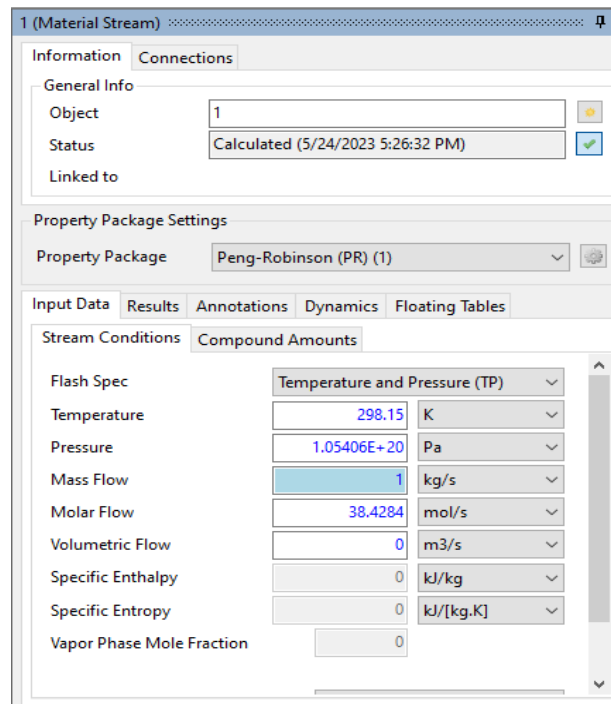 1 (Material Stream)
Information Connections
General Info
Object 1
Status Calculated (5/24/2023 5:26:32 PM)
Linked to
Property Package Settings
Property Package Peng-Robinson (PR) (1)
Input Data Results Annotations Dynamics Floating Tables
Stream Conditions Compound Amounts
Flash Spec Temperature and Pressure (TP)
Temperature 298.15 K
Pressure 1.05406E+20 Pa
Mass Flow 1 kg/s
Molar Flow 38.4284 mol/s
Volumetric Flow 0 m3/s
Specific Enthalpy 0 kJ/kg
Specific Entropy 0 kJ/[kg.K]
Vapor Phase Mole Fraction 0